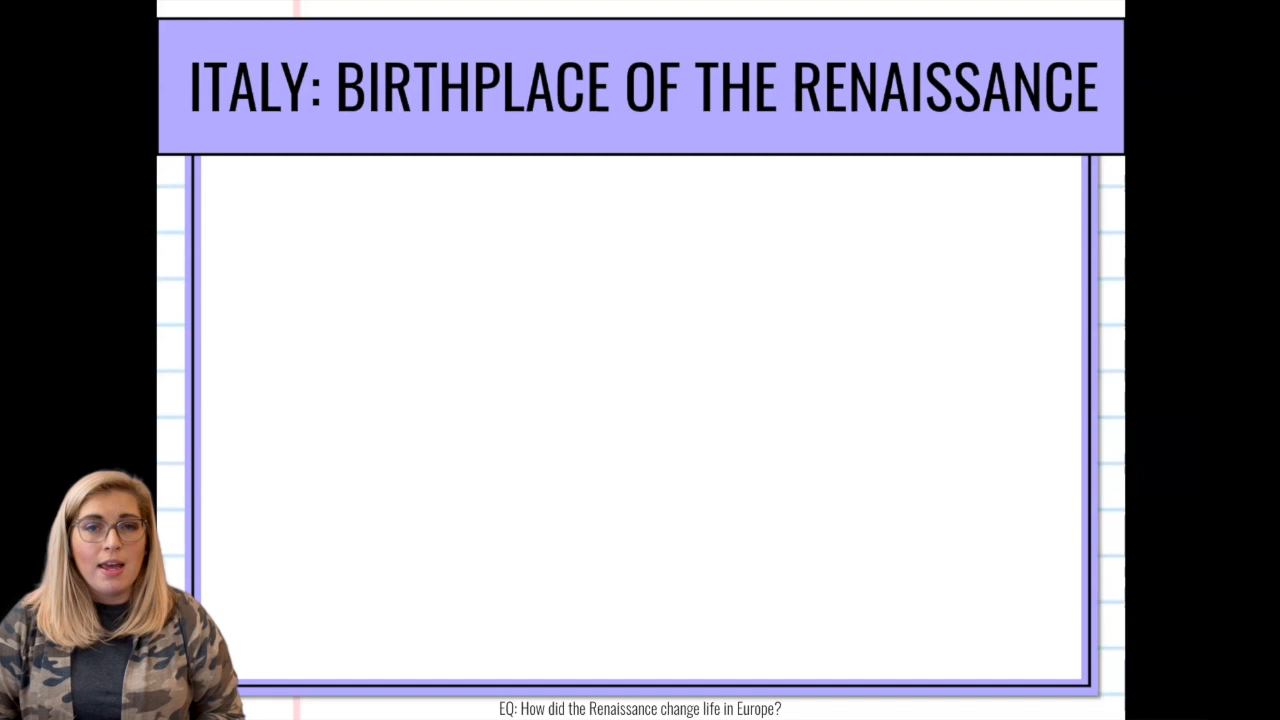 ITALY: BIRTHPLACE OF THE RENAISSANCE
EQ: How did the Renaissance change life in Europe?